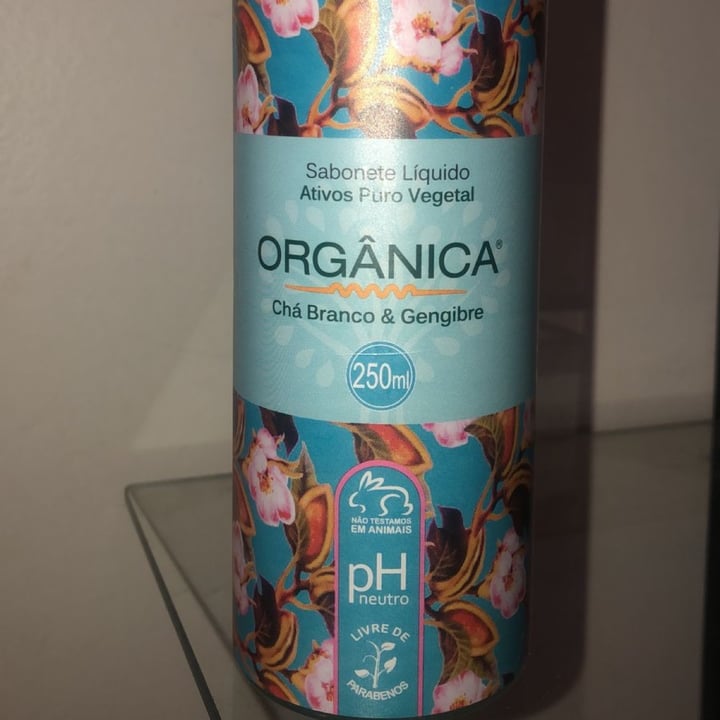 Sabonete Líquido
Ativos Puro Vegetal
ORGÂNICA®
Chá Branco & Gengibre
250ml
NÃO TESTAMOS
EM ANIMAIS
pH
neutro
LIVRE DE
PARABENOS